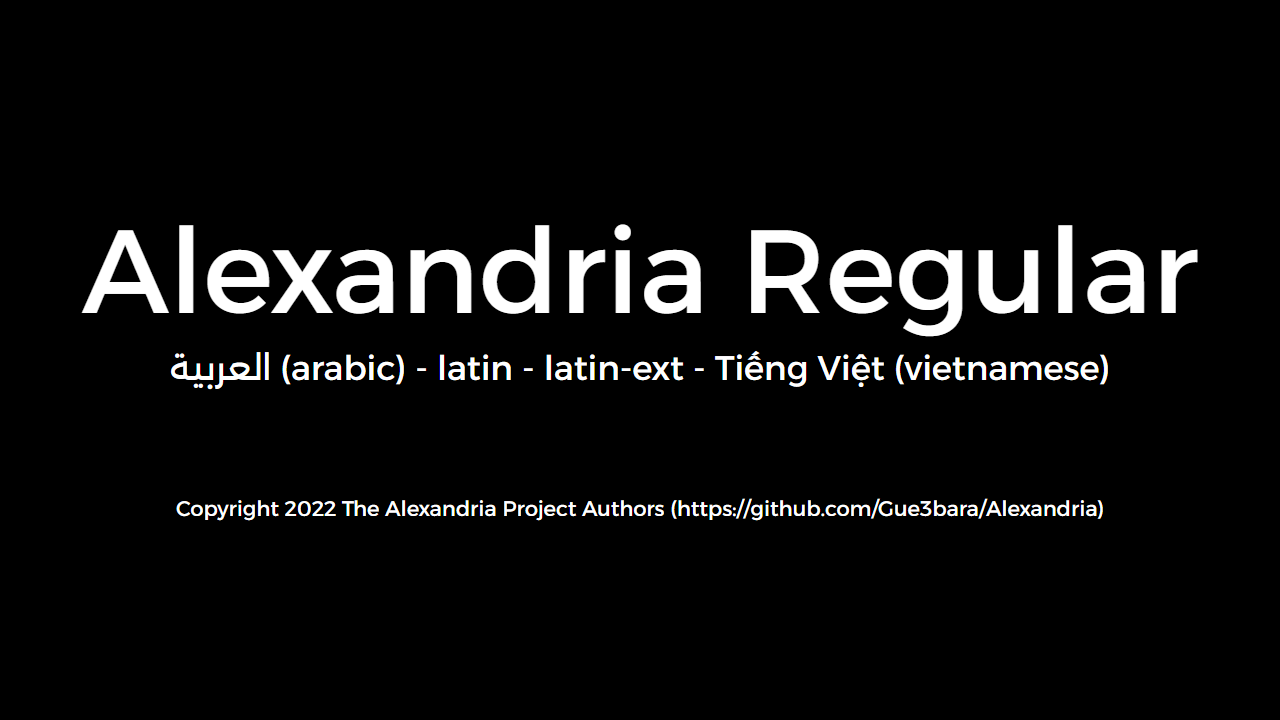 Alexandria Regular
العربية (arabic) - latin - latin-ext - Tiếng Việt (vietnamese)
Copyright 2022 The Alexandria Project Authors (https://github.com/Gue3bara/Alexandria)